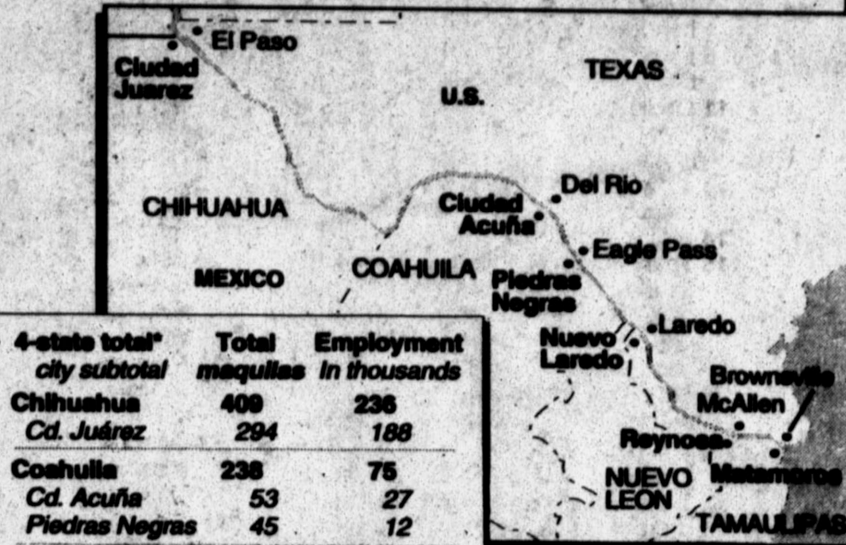 El Paso
Ciudad
Juarez
TEXAS
U.S.
Del Rio
Ciudad
Acuña
CHIHUAHUA
Eagle Pass
COAHUILA
MEXICO
Piedras
Negras
Laredo
Nuevo
Laredo
Brownsville
McAllen
Reynosa
Matamoros
NUEVO
LEON
TAMAULIPAS
4-state total* Total Employment
city subtotal maquilas In thousands
Chihuahua 409 236
Cd. Juárez 294 188
Coahuila 238 75
Cd. Acuña 53 27
Piedras Negras 45 12